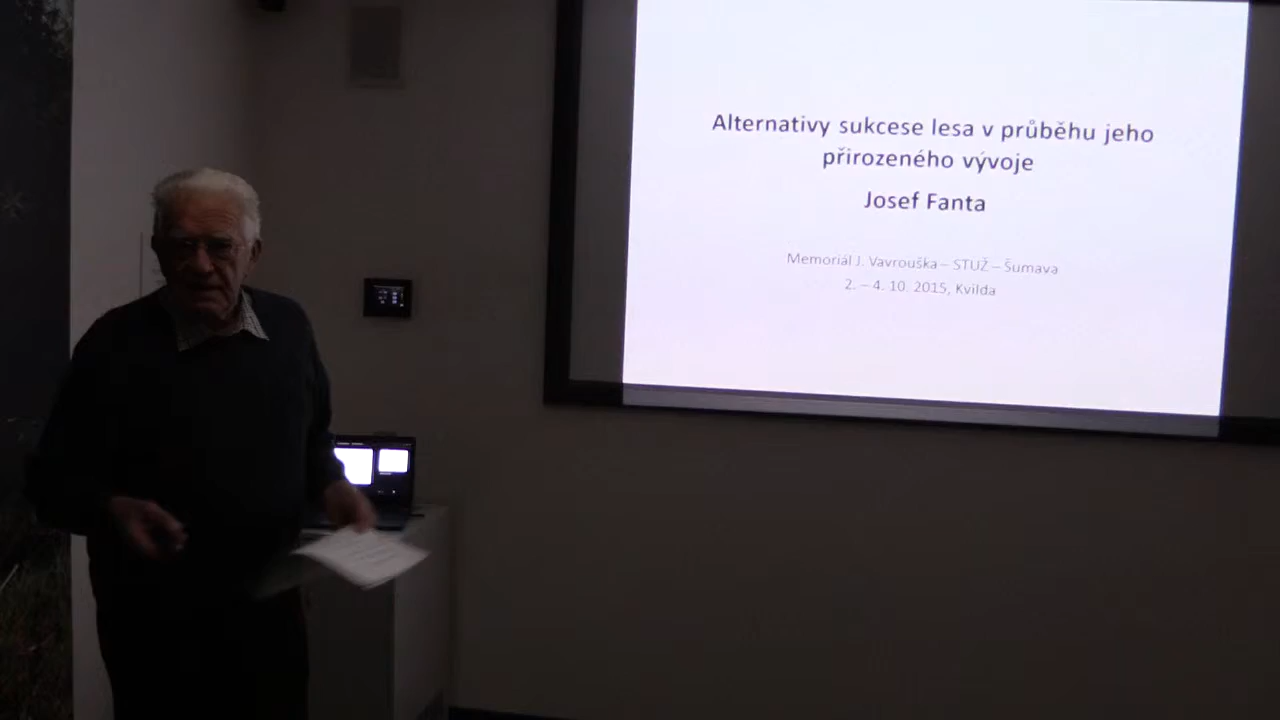 Alternativy sukcese lesa v průběhu jeho
přirozeného vývoje
Josef Fanta
Memoriál J. Vavrouška – STUŽ – Šumava
2. – 4. 10. 2015, Kvilda